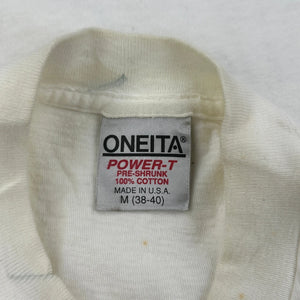 ONEITA®
POWER-T
PRE-SHRUNK
100% COTTON
MADE IN U.S.A.
M (38-40)